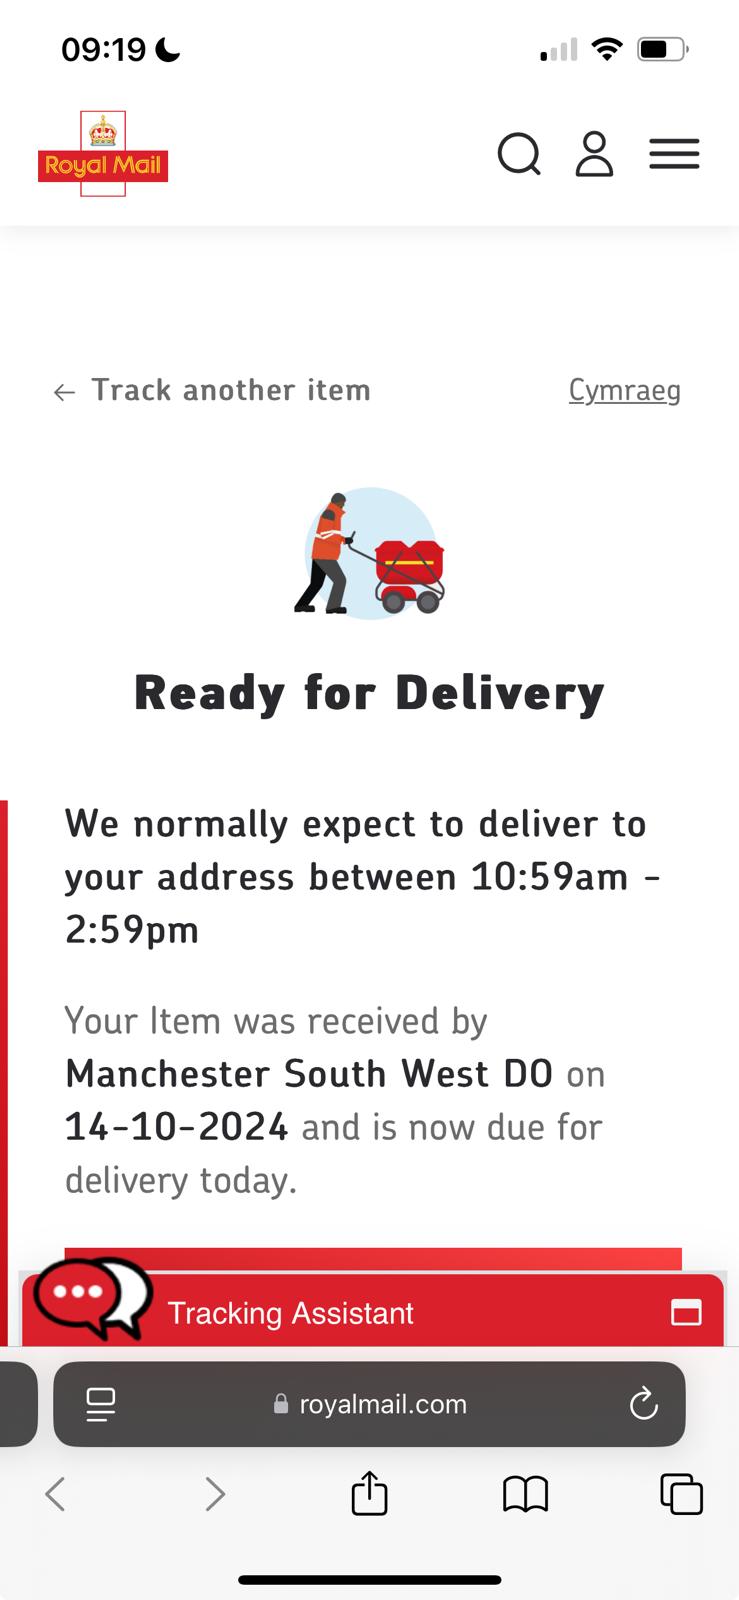 09:19
Royal Mail
Track another item
Cymraeg
Ready for Delivery
We normally expect to deliver to
your address between 10:59am -
2:59pm
Your Item was received by
Manchester South West DO on
14-10-2024 and is now due for
delivery today.
Tracking Assistant
royalmail.com